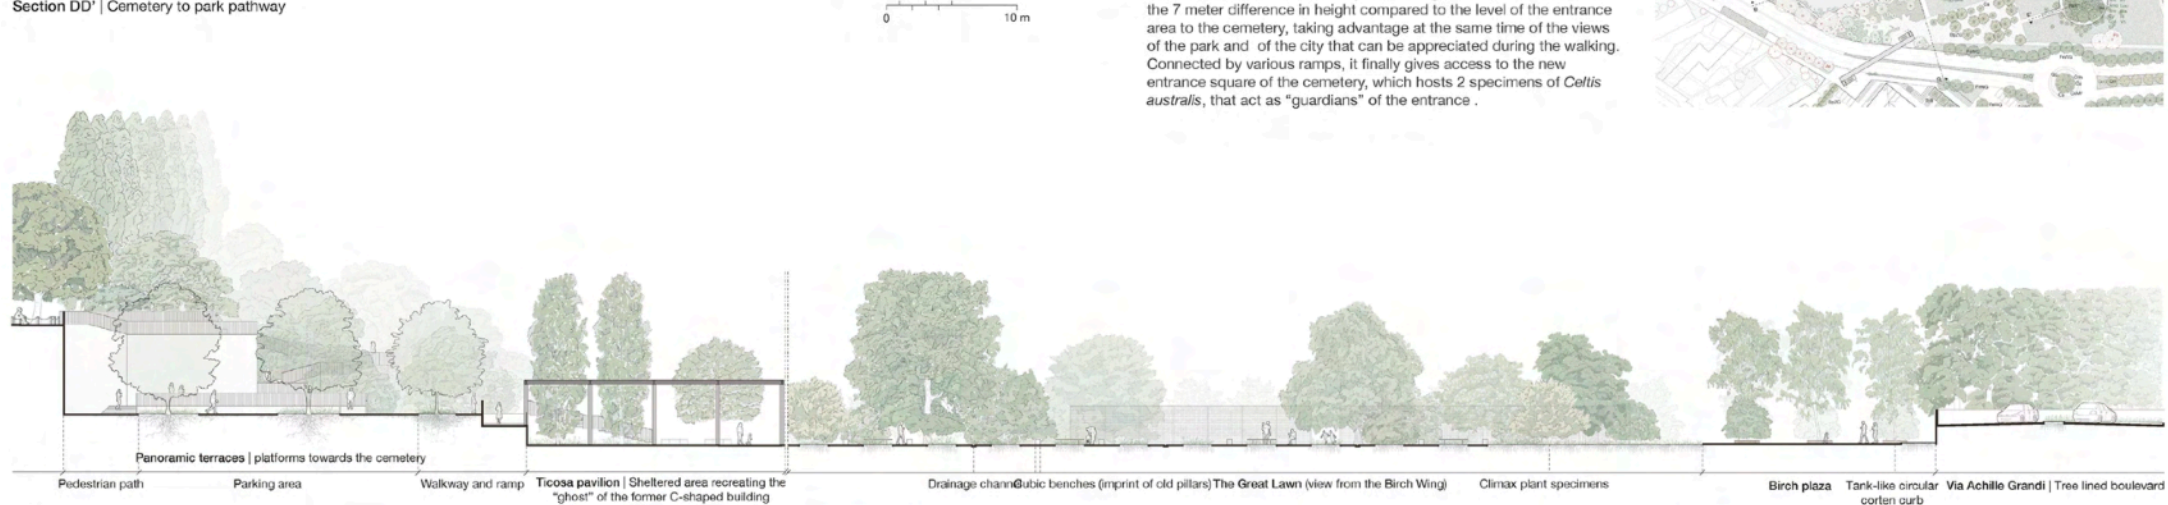 Section DD' | Cemetery to park pathway
0 10 m
the 7 meter difference in height compared to the level of the entrance
area to the cemetery, taking advantage at the same time of the views
of the park and of the city that can be appreciated during the walking.
Connected by various ramps, it finally gives access to the new
entrance square of the cemetery, which hosts 2 specimens of Celtis
australis, that act as “guardians” of the entrance .
Panoramic terraces | platforms towards the cemetery
Pedestrian path
Parking area
Walkway and ramp
Ticosa pavilion | Sheltered area recreating the
“ghost” of the former C-shaped building
Drainage channel
Cubic benches (imprint of old pillars)
The Great Lawn (view from the Birch Wing)
Climax plant specimens
Birch plaza
Tank-like circular
corten curb
Via Achille Grandi | Tree lined boulevard